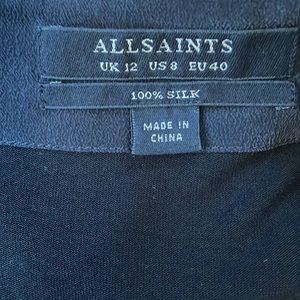 ALLSAINTS
UK 12 US 8 EU 40
100% SILK
MADE IN
CHINA